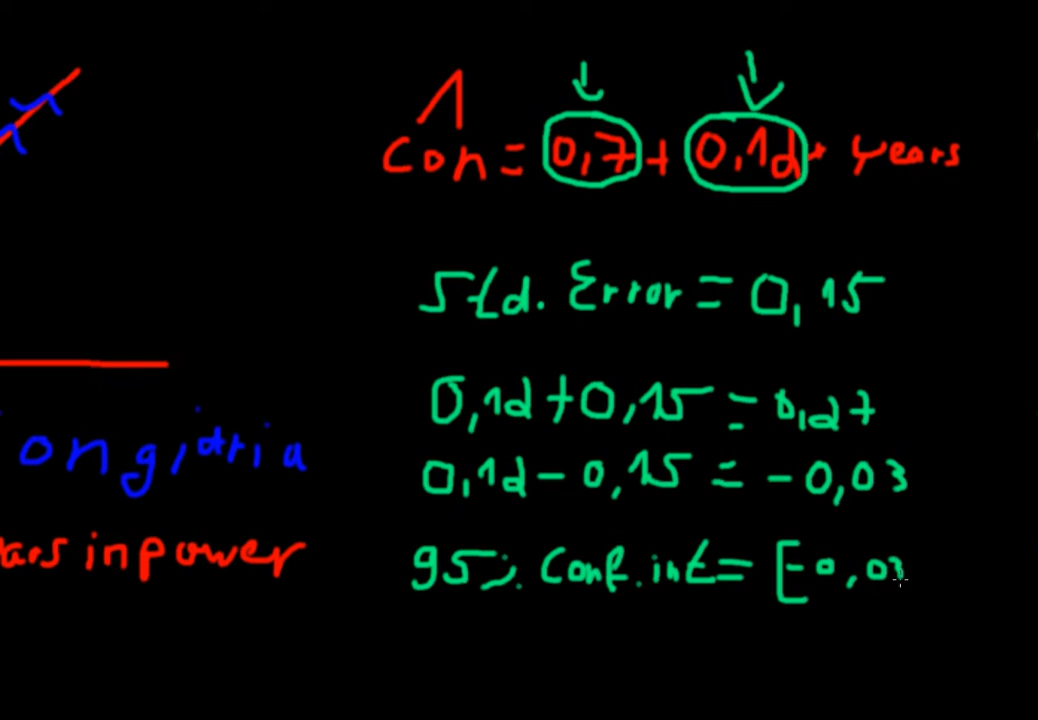 Con = 0,7 + 0,12 * years
Std. Error = 0,15
0,12 + 0,15 = 0,27
0,12 - 0,15 = -0,03
95%. Conf. int = [-0,03
ars in power